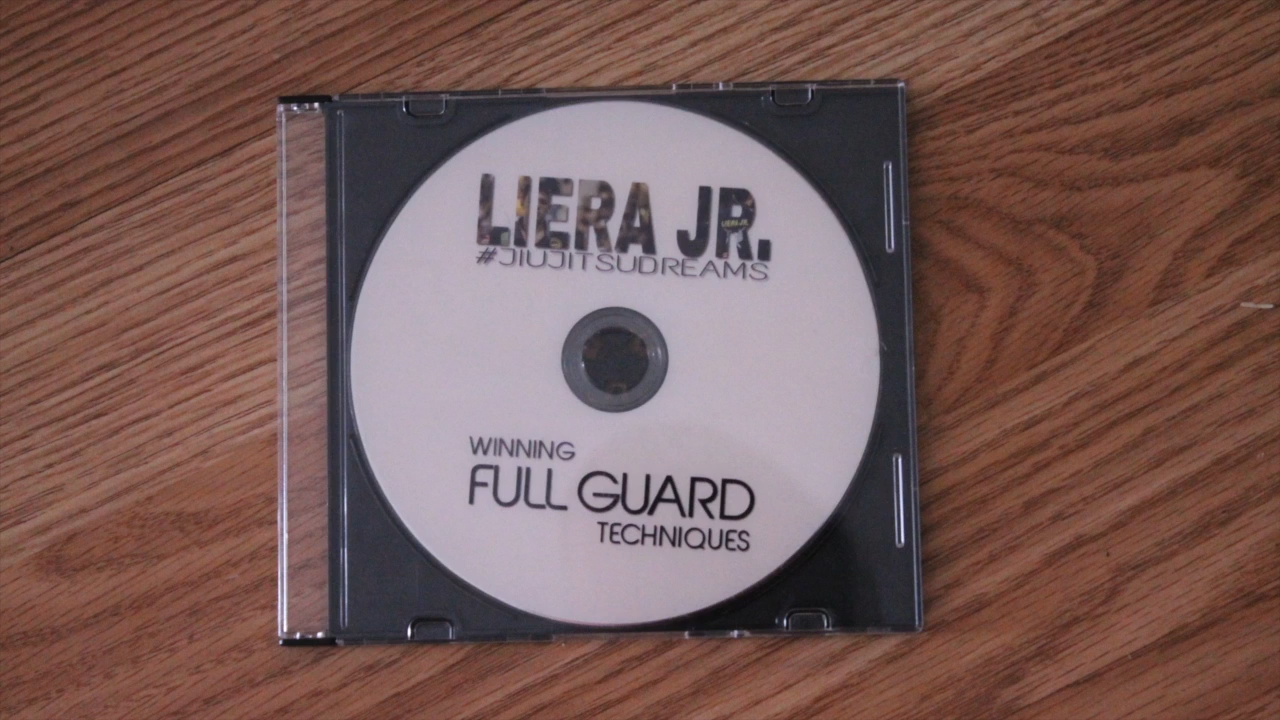 LIERA JR.
#JIUJITSUDREAMS
WINNING
FULL GUARD
TECHNIQUES